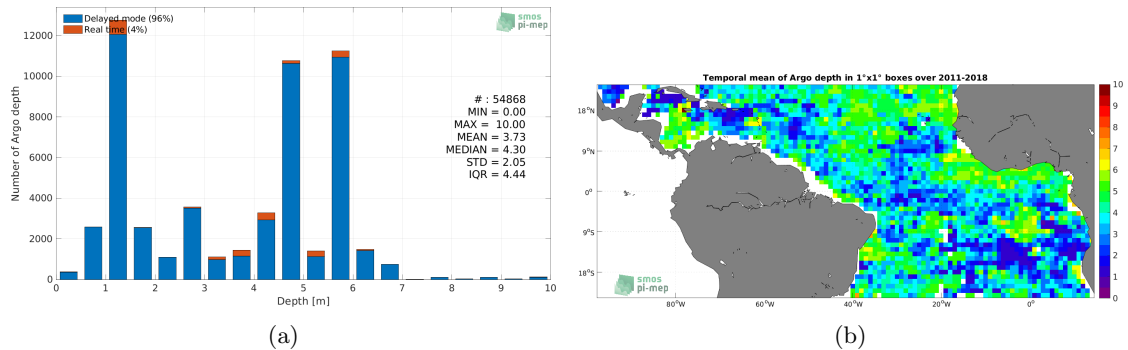 Delayed mode (96%)
Real time (4%)
smos
pi-mep
12000
10000
8000
6000
4000
2000
0
Number of Argo depth
# : 54868
MIN = 0.00
MAX = 10.00
MEAN = 3.73
MEDIAN = 4.30
STD = 2.05
IQR = 4.44
0 1 2 3 4 5 6 7 8 9 10
Depth [m]
(a)
Temporal mean of Argo depth in 1°x1° boxes over 2011-2018
18°N
9°N
0°
9°S
18°S
80°W 60°W 40°W 20°W 0°
10
9
8
7
6
5
4
3
2
1
0
smos
pi-mep
(b)